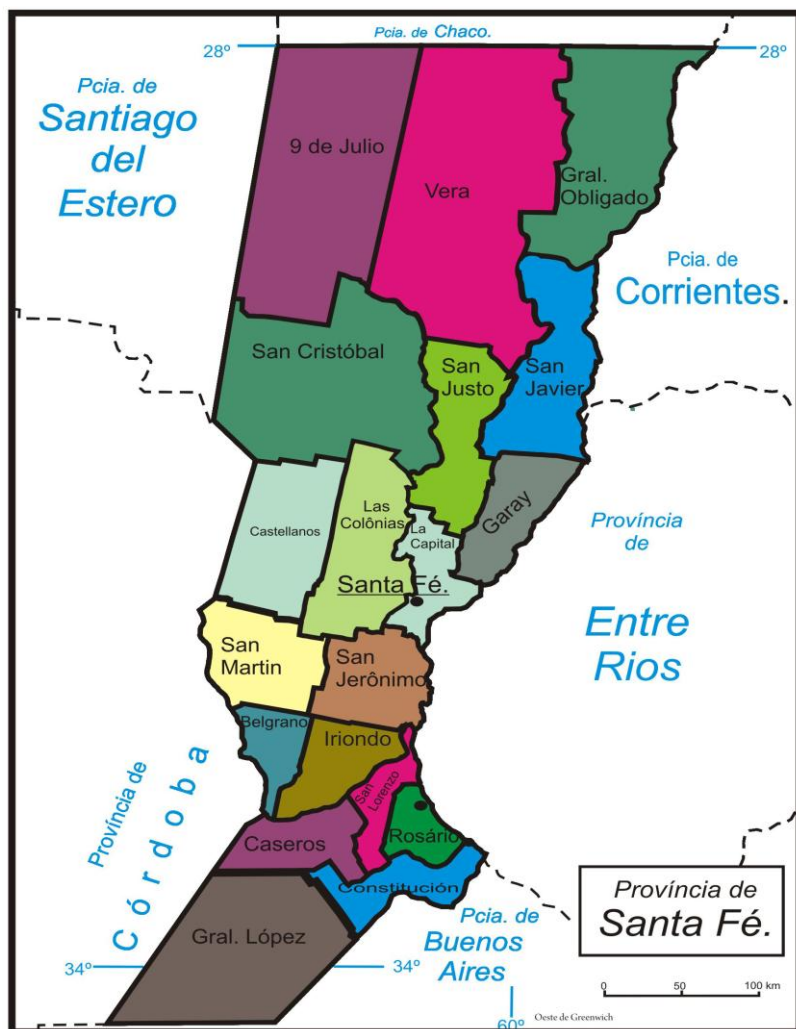 Pcia. de Chaco.
28º
28º
Pcia. de
Santiago
del
Estero
9 de Julio
Vera
Gral.
Obligado
Pcia. de
Corrientes.
San Cristóbal
San
Justo
San
Javier
Las
Colônias
La
Capital
Garay
Castellanos
Província
de
Entre
Rios
Santa Fé.
San
Martin
San
Jerônimo
Belgrano
Iriondo
San Lorenzo
Província de
Córdoba
Rosário
Caseros
Constitución
Província de
Santa Fé.
Pcia. de
Buenos
Aires
Gral. López
34º
34º
0 50 100 km
60º
Oeste de Greenwich